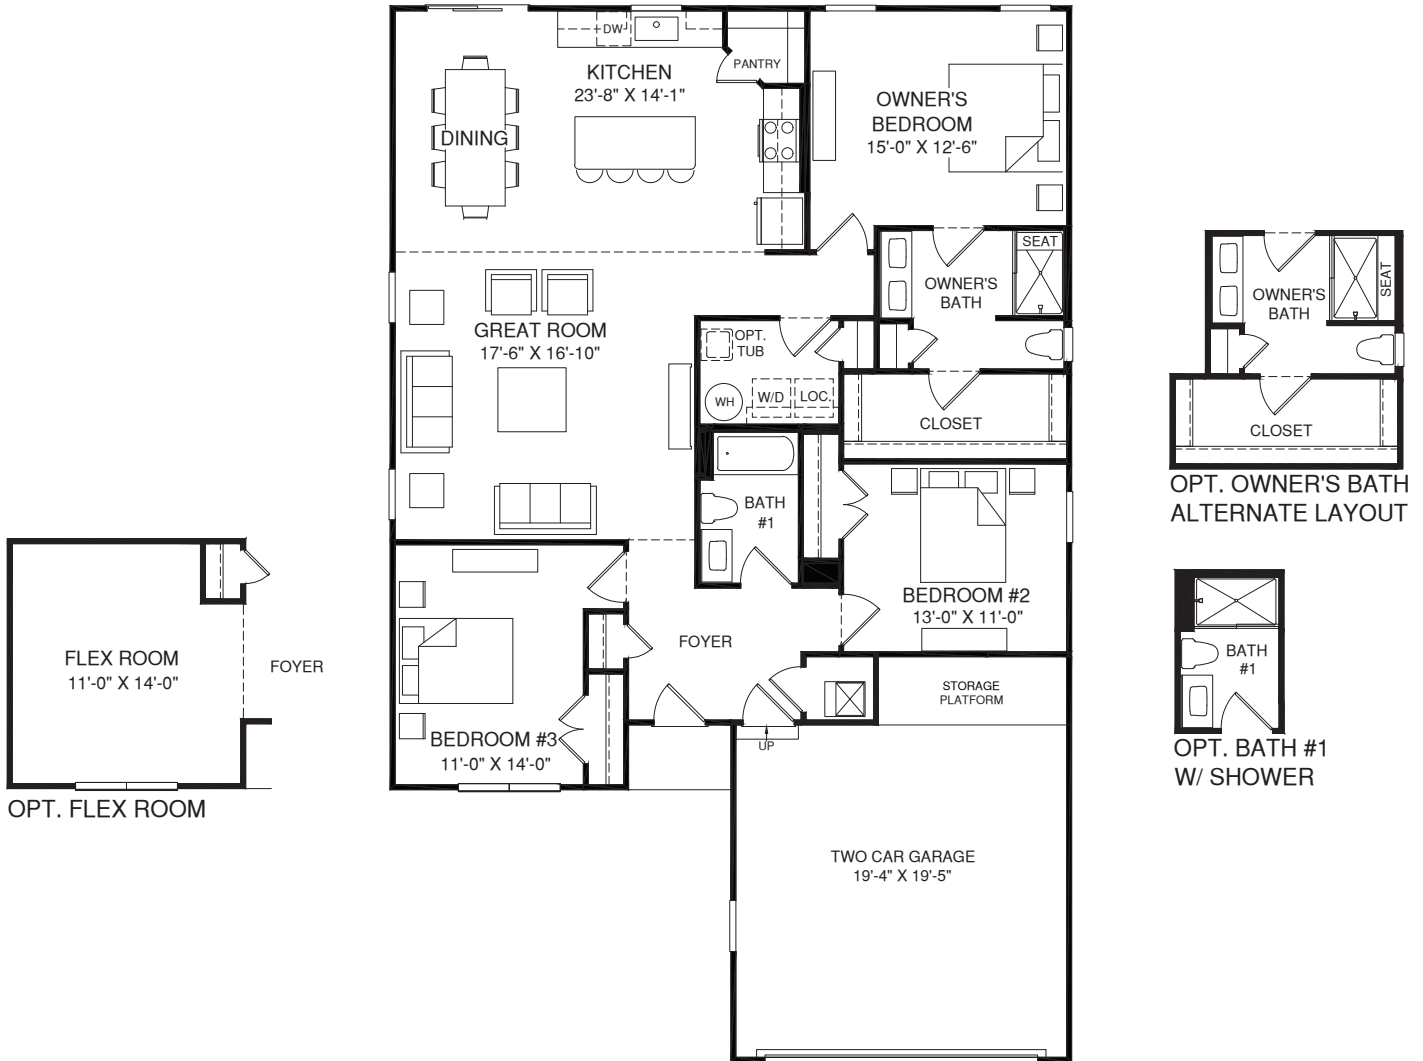 DW
PANTRY
KITCHEN
23'-8" X 14'-1"
DINING
OWNER'S
BEDROOM
15'-0" X 12'-6"
SEAT
OWNER'S
BATH
GREAT ROOM
17'-6" X 16'-10"
OPT.
TUB
WH
W/D
LOC.
CLOSET
BATH
#1
BEDROOM #2
13'-0" X 11'-0"
FOYER
BEDROOM #3
11'-0" X 14'-0"
UP
STORAGE
PLATFORM
TWO CAR GARAGE
19'-4" X 19'-5"
FLEX ROOM
11'-0" X 14'-0"
FOYER
OPT. FLEX ROOM
OWNER'S
BATH
SEAT
CLOSET
OPT. OWNER'S BATH
ALTERNATE LAYOUT
BATH
#1
OPT. BATH #1
W/ SHOWER